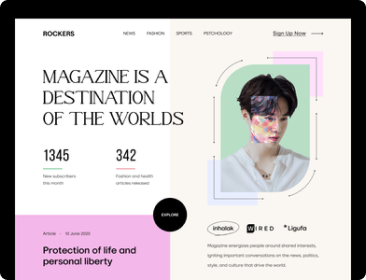 ROCKERS
NEWS FASHION SPORTS PSYCHOLOGY Sign Up Now
MAGAZINE IS A
DESTINATION
OF THE WORLDS
1345
New subscribers
this month
342
Fashion and health
articles released
EXPLORE
Article 15 June 2020
Protection of life and
personal liberty
inhalok WIRED Ligufa
Magazine energizes people around shared interests,
igniting important conversations on the news, politics,
style, and culture that drive the world.